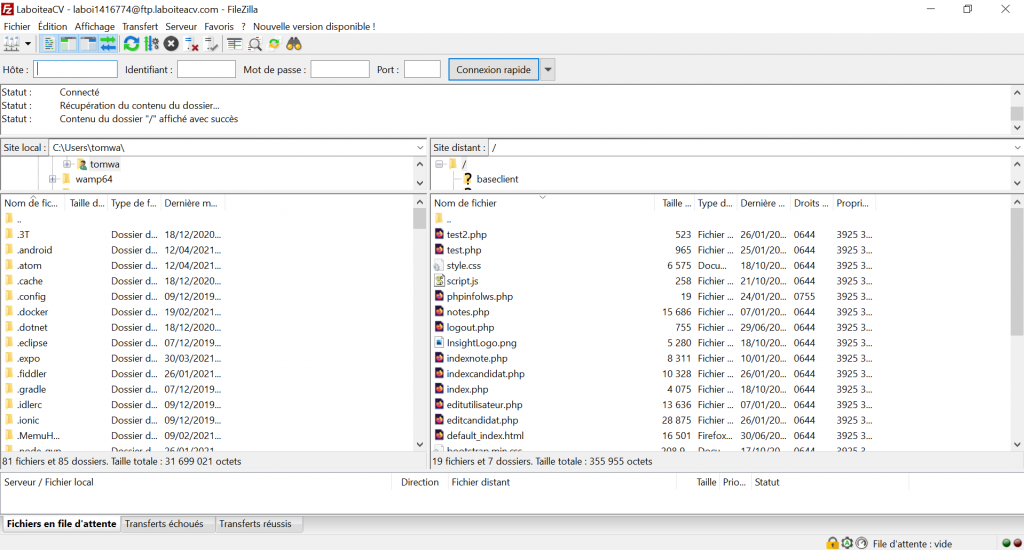 LaboiteaCV - laboi1416774@ftp.laboiteacv.com - FileZilla
Fichier Édition Affichage Transfert Serveur Favoris ? Nouvelle version disponible !
Hôte : Identifiant : Mot de passe : Port : Connexion rapide
Statut : Connecté
Statut : Récupération du contenu du dossier...
Statut : Contenu du dossier "/" affiché avec succès
Site local : C:\Users\tomwa\
tomwa
wamp64
Site distant : /
/
baseclient
Nom de fic... Taille d... Type de f... Dernière m...
..
.3T Dossier d... 18/12/2020...
.android Dossier d... 12/04/2021...
.atom Dossier d... 12/04/2021...
.cache Dossier d... 18/12/2020...
.config Dossier d... 09/12/2019...
.docker Dossier d... 19/02/2021...
.dotnet Dossier d... 18/12/2020...
.eclipse Dossier d... 07/12/2019...
.expo Dossier d... 30/03/2021...
.fiddler Dossier d... 26/01/2021...
.gradle Dossier d... 07/12/2019...
.idlerc Dossier d... 09/12/2019...
.ionic Dossier d... 09/12/2019...
.MemuH... Dossier d... 09/02/2021...
81 fichiers et 85 dossiers. Taille totale : 31 699 021 octets
Nom de fichier Taille ... Type d... Dernière ... Droits ... Propri...
..
test2.php 523 Fichier ... 26/01/20... 0644 3925 3...
test.php 965 Fichier ... 25/01/20... 0644 3925 3...
style.css 6 575 Docu... 18/10/20... 0644 3925 3...
script.js 258 Fichier ... 21/10/20... 0644 3925 3...
phpinfolws.php 19 Fichier ... 24/01/20... 0755 3925 3...
notes.php 15 686 Fichier ... 07/01/20... 0644 3925 3...
logout.php 755 Fichier ... 29/06/20... 0644 3925 3...
InsightLogo.png 5 280 Fichier ... 18/10/20... 0644 3925 3...
indexnote.php 8 311 Fichier ... 10/01/20... 0644 3925 3...
indexcandidat.php 10 328 Fichier ... 26/01/20... 0644 3925 3...
index.php 4 075 Fichier ... 18/10/20... 0644 3925 3...
editutilisateur.php 13 636 Fichier ... 07/01/20... 0644 3925 3...
editcandidat.php 28 875 Fichier ... 26/01/20... 0644 3925 3...
default_index.html 16 501 Firefox... 30/06/20... 0644 3925 3...
19 fichiers et 7 dossiers. Taille totale : 355 955 octets
Serveur / Fichier local Direction Fichier distant Taille Prio... Statut
Fichiers en file d'attente Transferts échoués Transferts réussis
File d'attente : vide